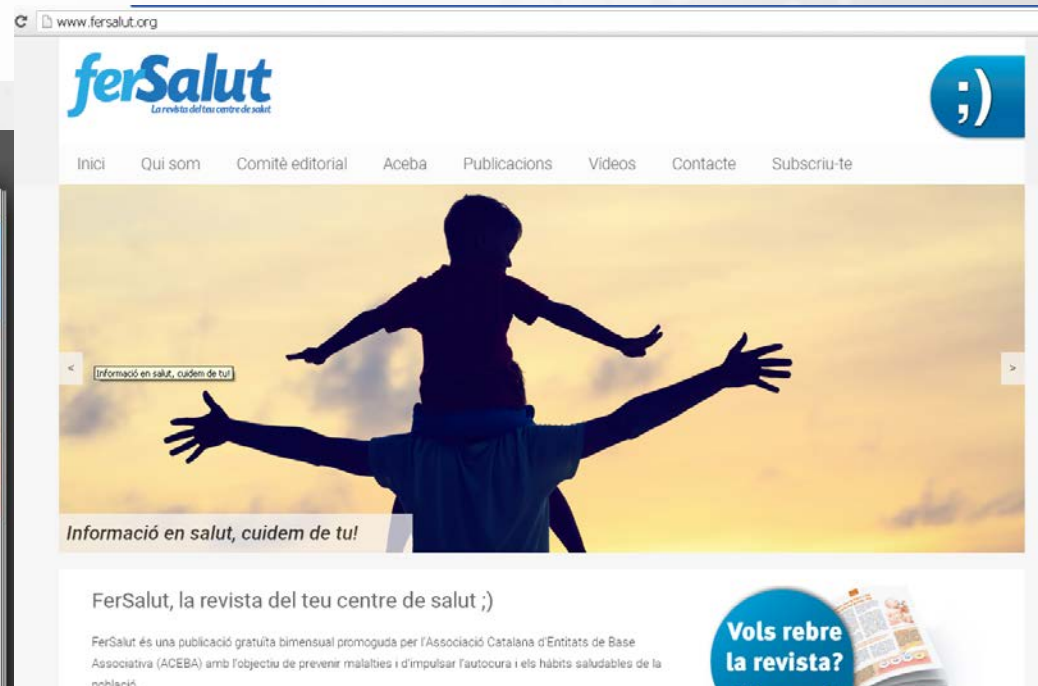 www.fersalut.org
ferSalut
La revista del teu centre de salut
;)
Inici Qui som Comitè editorial Aceba Publicacions Vídeos Contacte Subscriu-te
<
Informació en salut, cuidem de tu!
>
Informació en salut, cuidem de tu!
FerSalut, la revista del teu centre de salut ;)
FerSalut és una publicació gratuïta bimensual promoguda per l'Associació Catalana d'Entitats de Base
Associativa (ACEBA) amb l'objectiu de prevenir malalties i d'impulsar l'autocura i els hàbits saludables de la
població
Vols rebre
la revista?